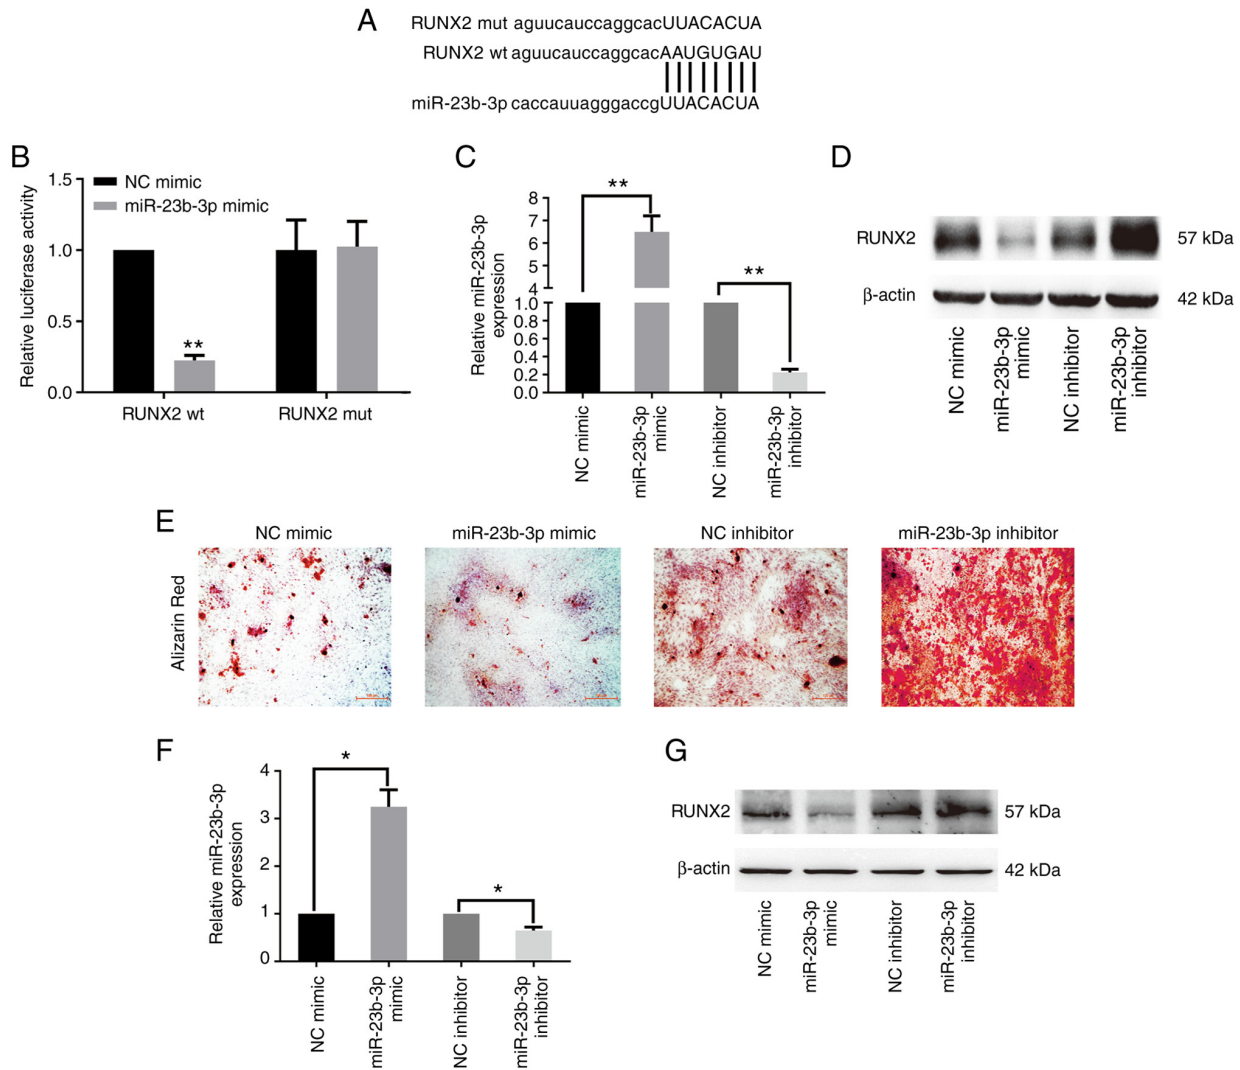 A
RUNX2 mut aguucauccaggcacUUACACUA
RUNX2 wt aguucauccaggcacAAUGUGAU
miR-23b-3p caccauuagggaccgUUACACUA
B
Relative luciferase activity
1.5
1.0
0.5
0.0
NC mimic
miR-23b-3p mimic
**
RUNX2 wt
RUNX2 mut
C
Relative miR-23b-3p
expression
8
7
6
5
4
1.0
0.8
0.6
0.4
0.2
0.0
**
**
NC mimic
miR-23b-3p
mimic
NC inhibitor
miR-23b-3p
inhibitor
D
RUNX2
57 kDa
β-actin
42 kDa
NC mimic
miR-23b-3p
mimic
NC inhibitor
miR-23b-3p
inhibitor
E
NC mimic
miR-23b-3p mimic
NC inhibitor
miR-23b-3p inhibitor
Alizarin Red
F
Relative miR-23b-3p
expression
4
3
2
1
0
*
*
NC mimic
miR-23b-3p
mimic
NC inhibitor
miR-23b-3p
inhibitor
G
RUNX2
57 kDa
β-actin
42 kDa
NC mimic
miR-23b-3p
mimic
NC inhibitor
miR-23b-3p
inhibitor